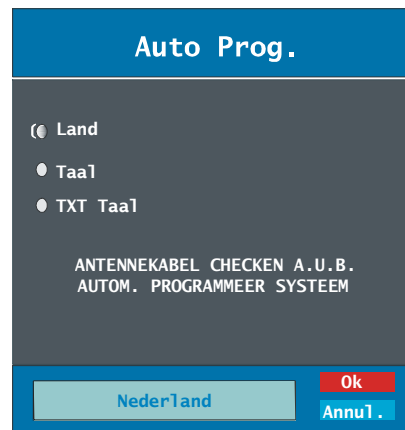 Auto Prog.
Land
Taal
TXT Taal
ANTENNEKABEL CHECKEN A.U.B.
AUTOM. PROGRAMMEER SYSTEEM
Nederland
Ok
Annul.